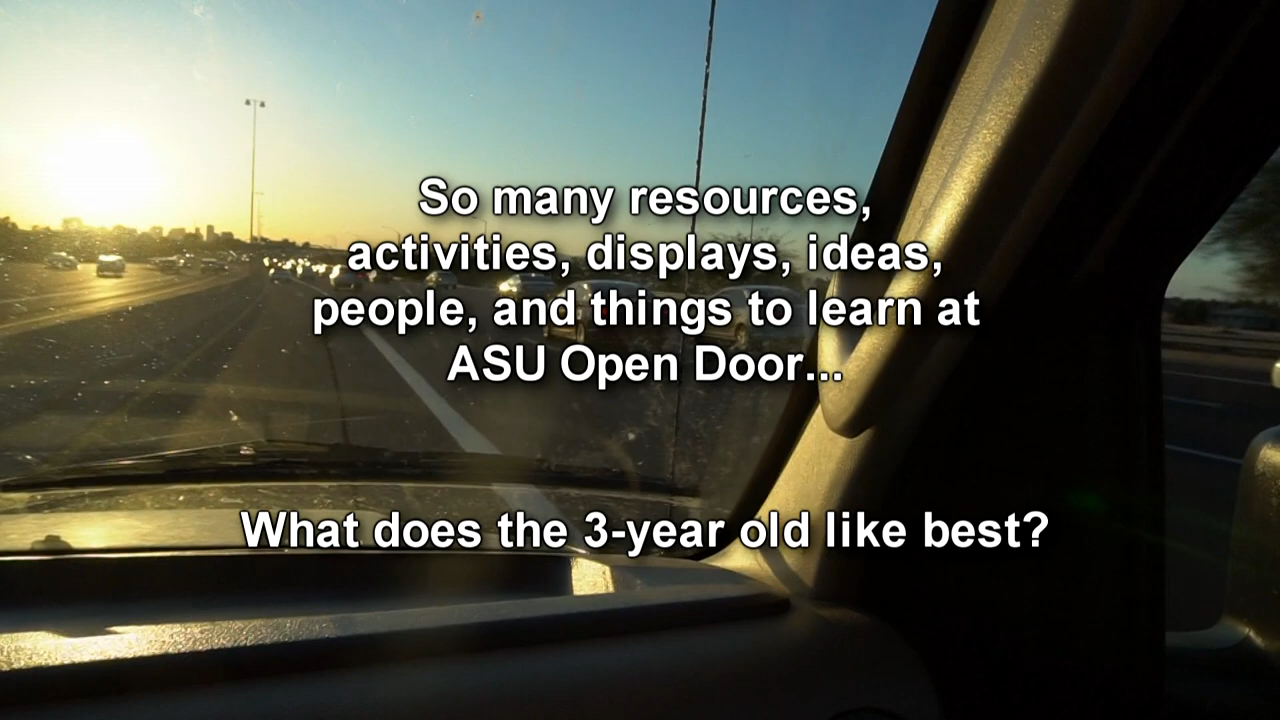 So many resources,
activities, displays, ideas,
people, and things to learn at
ASU Open Door...
What does the 3-year old like best?